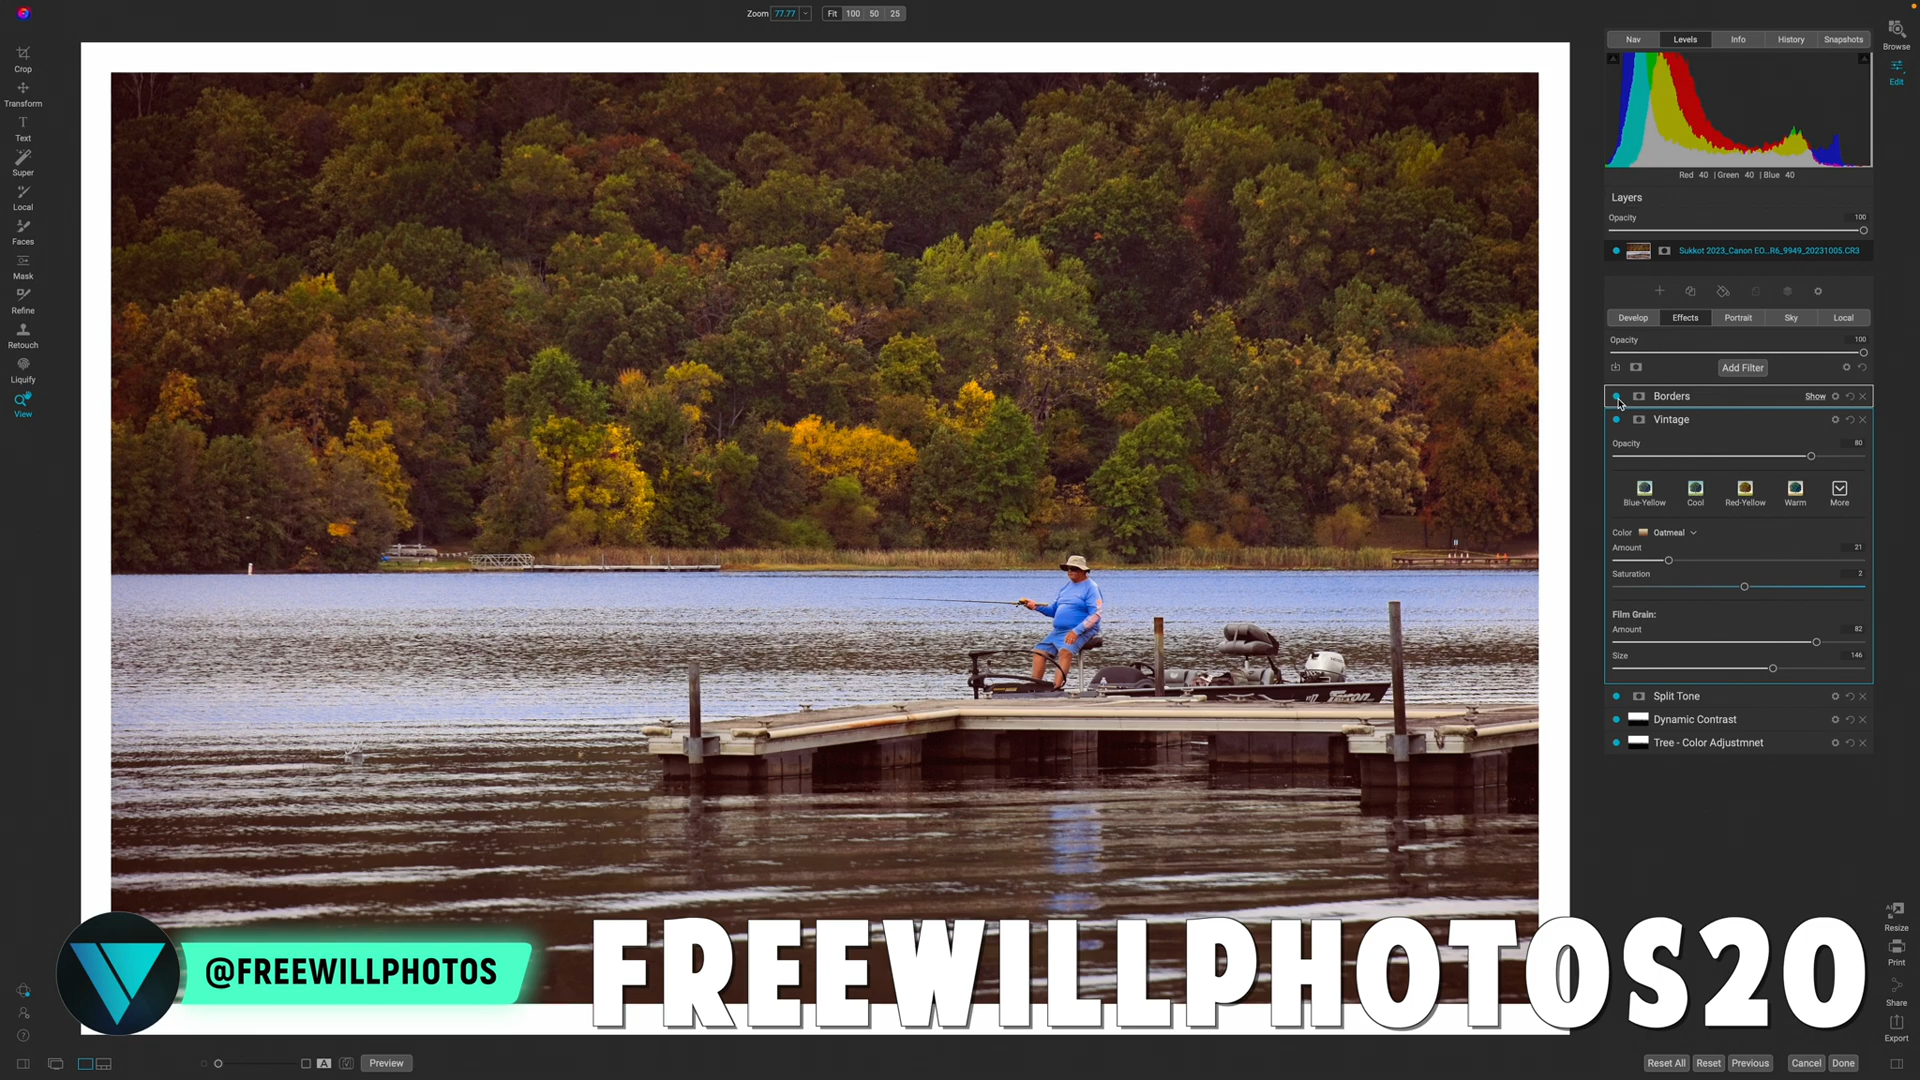 Zoom 77.77 Fit 100 50 25
Crop
Transform
Text
Super
Local
Faces
Mask
Refine
Retouch
Liquify
View
Nav Levels Info History Snapshots
Browse
Edit
Red 40 | Green 40 | Blue 40
Layers
Opacity 100
Sukkot 2023_Canon EO...R6_9949_20231005.CR3
Develop Effects Portrait Sky Local
Opacity 100
Add Filter
Borders Show
Vintage
Opacity 80
Blue-Yellow Cool Red-Yellow Warm More
Color Oatmeal
Amount 21
Saturation 2
Film Grain:
Amount 82
Size 146
Split Tone
Dynamic Contrast
Tree - Color Adjustmnet
@FREEWILLPHOTOS
FREEWILLPHOTOS20
AI
Resize
Print
Share
Export
?
A
Preview
Reset All Reset Previous Cancel Done